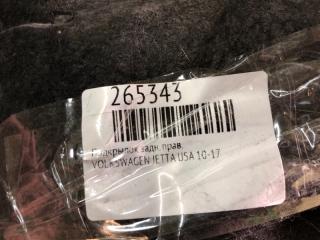 265343
Подкрылок задн. прав.
VOLKSWAGEN JETTA USA 10-17